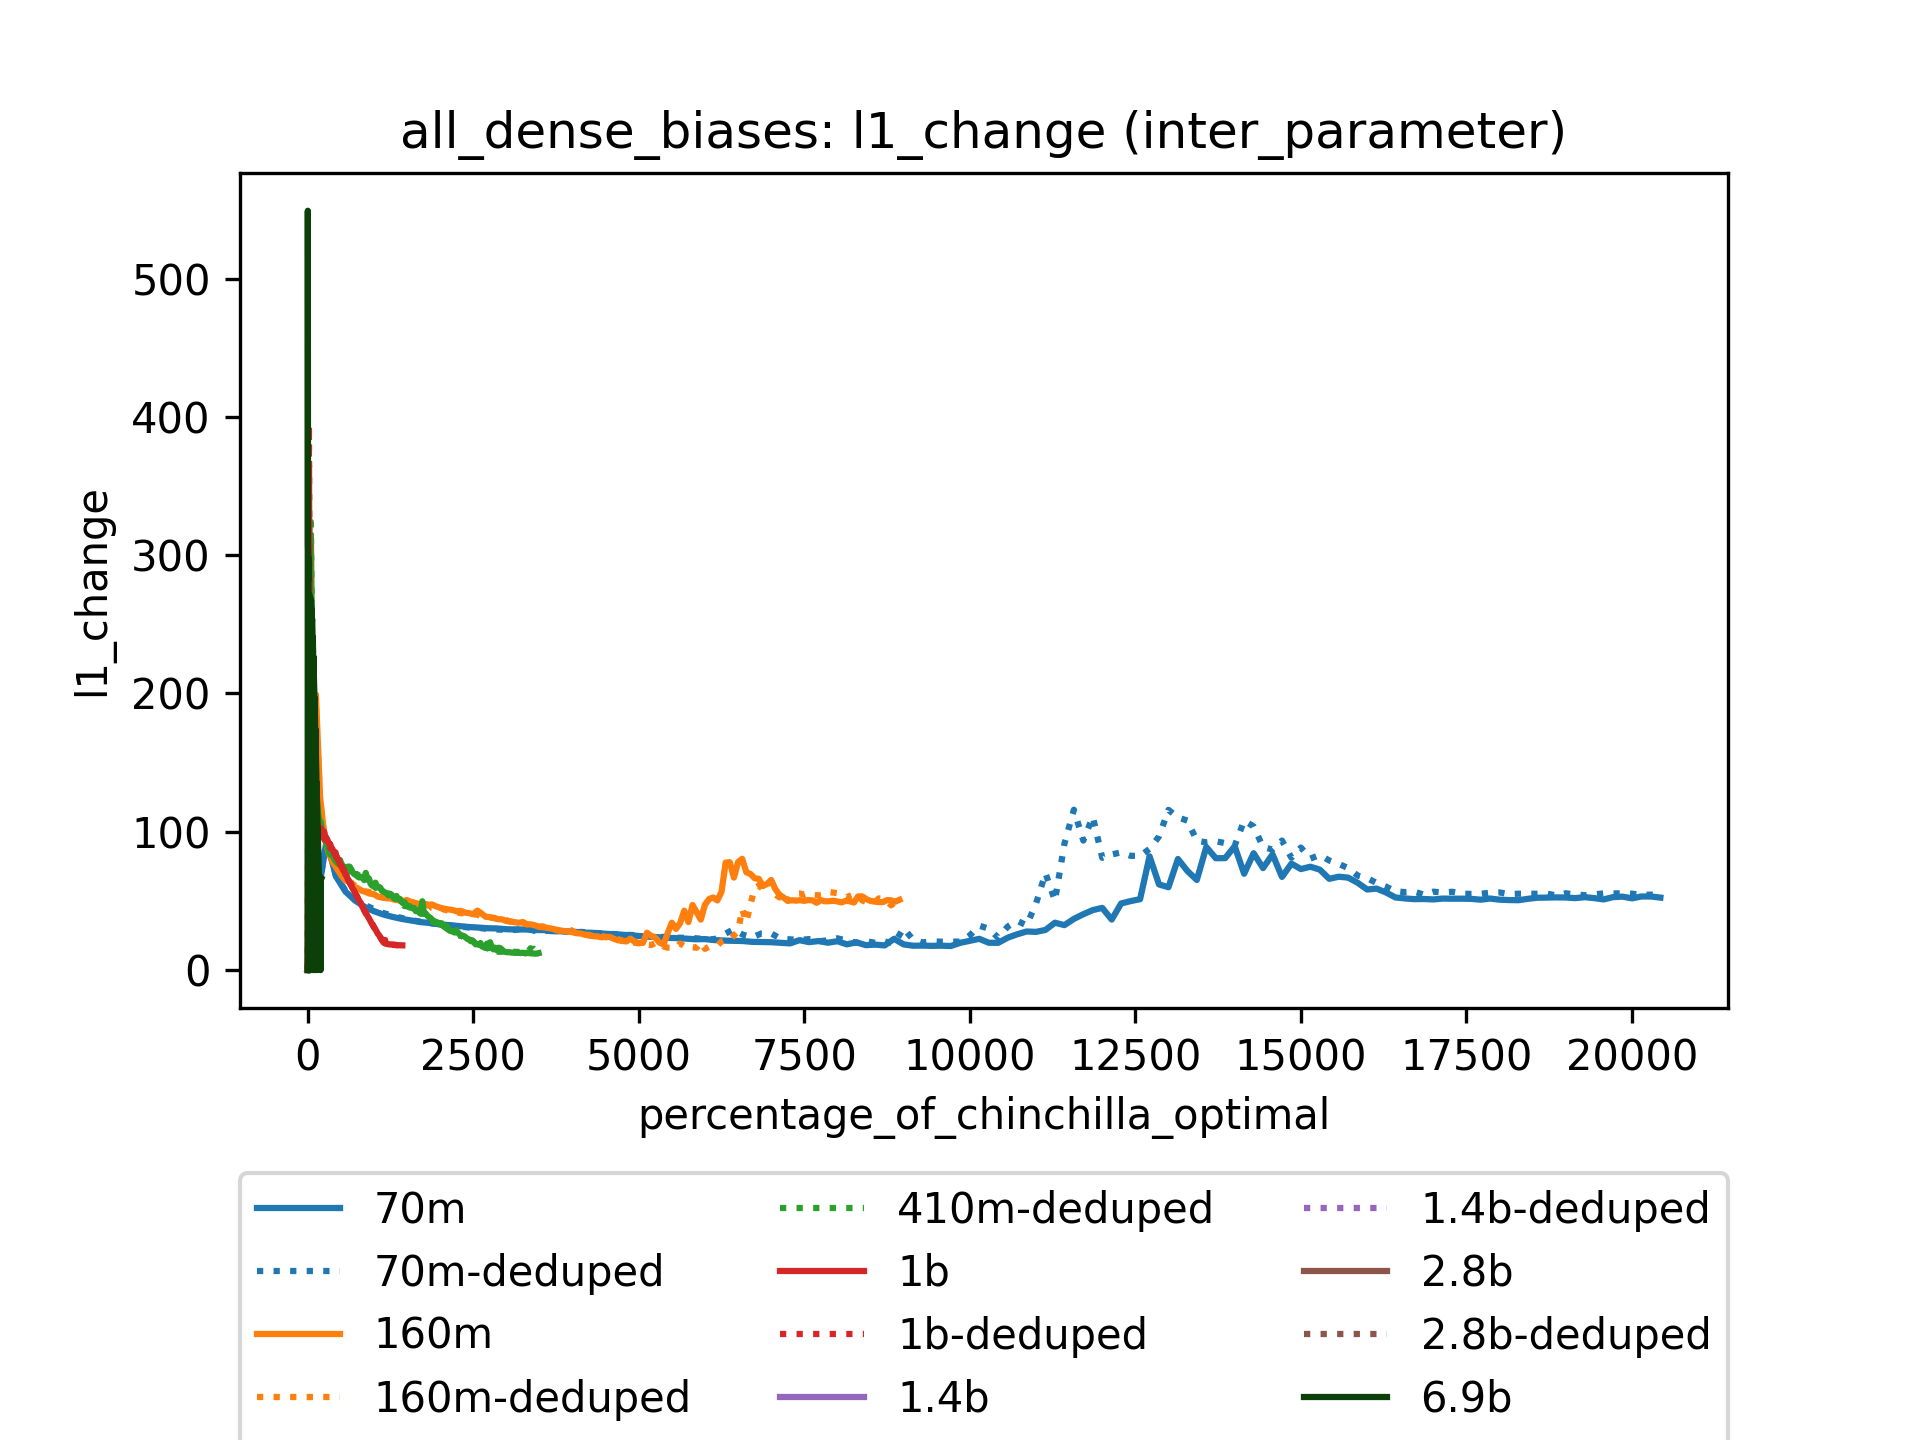 all_dense_biases: l1_change (inter_parameter)
500
400
300
200
100
0
l1_change
0 2500 5000 7500 10000 12500 15000 17500 20000
percentage_of_chinchilla_optimal
70m 410m-deduped 1.4b-deduped
70m-deduped 1b 2.8b
160m 1b-deduped 2.8b-deduped
160m-deduped 1.4b 6.9b